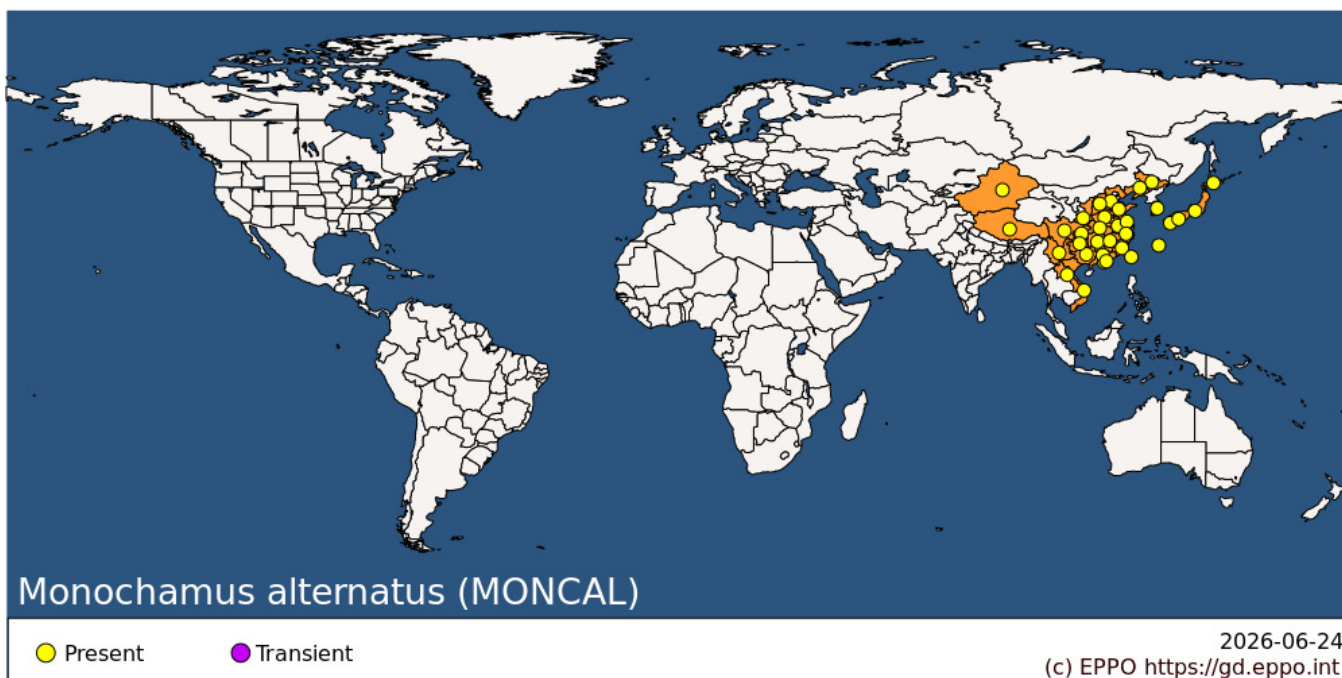 Monochamus alternatus (MONCAL)
Present
Transient
2026-06-24
(c) EPPO https://gd.eppo.int